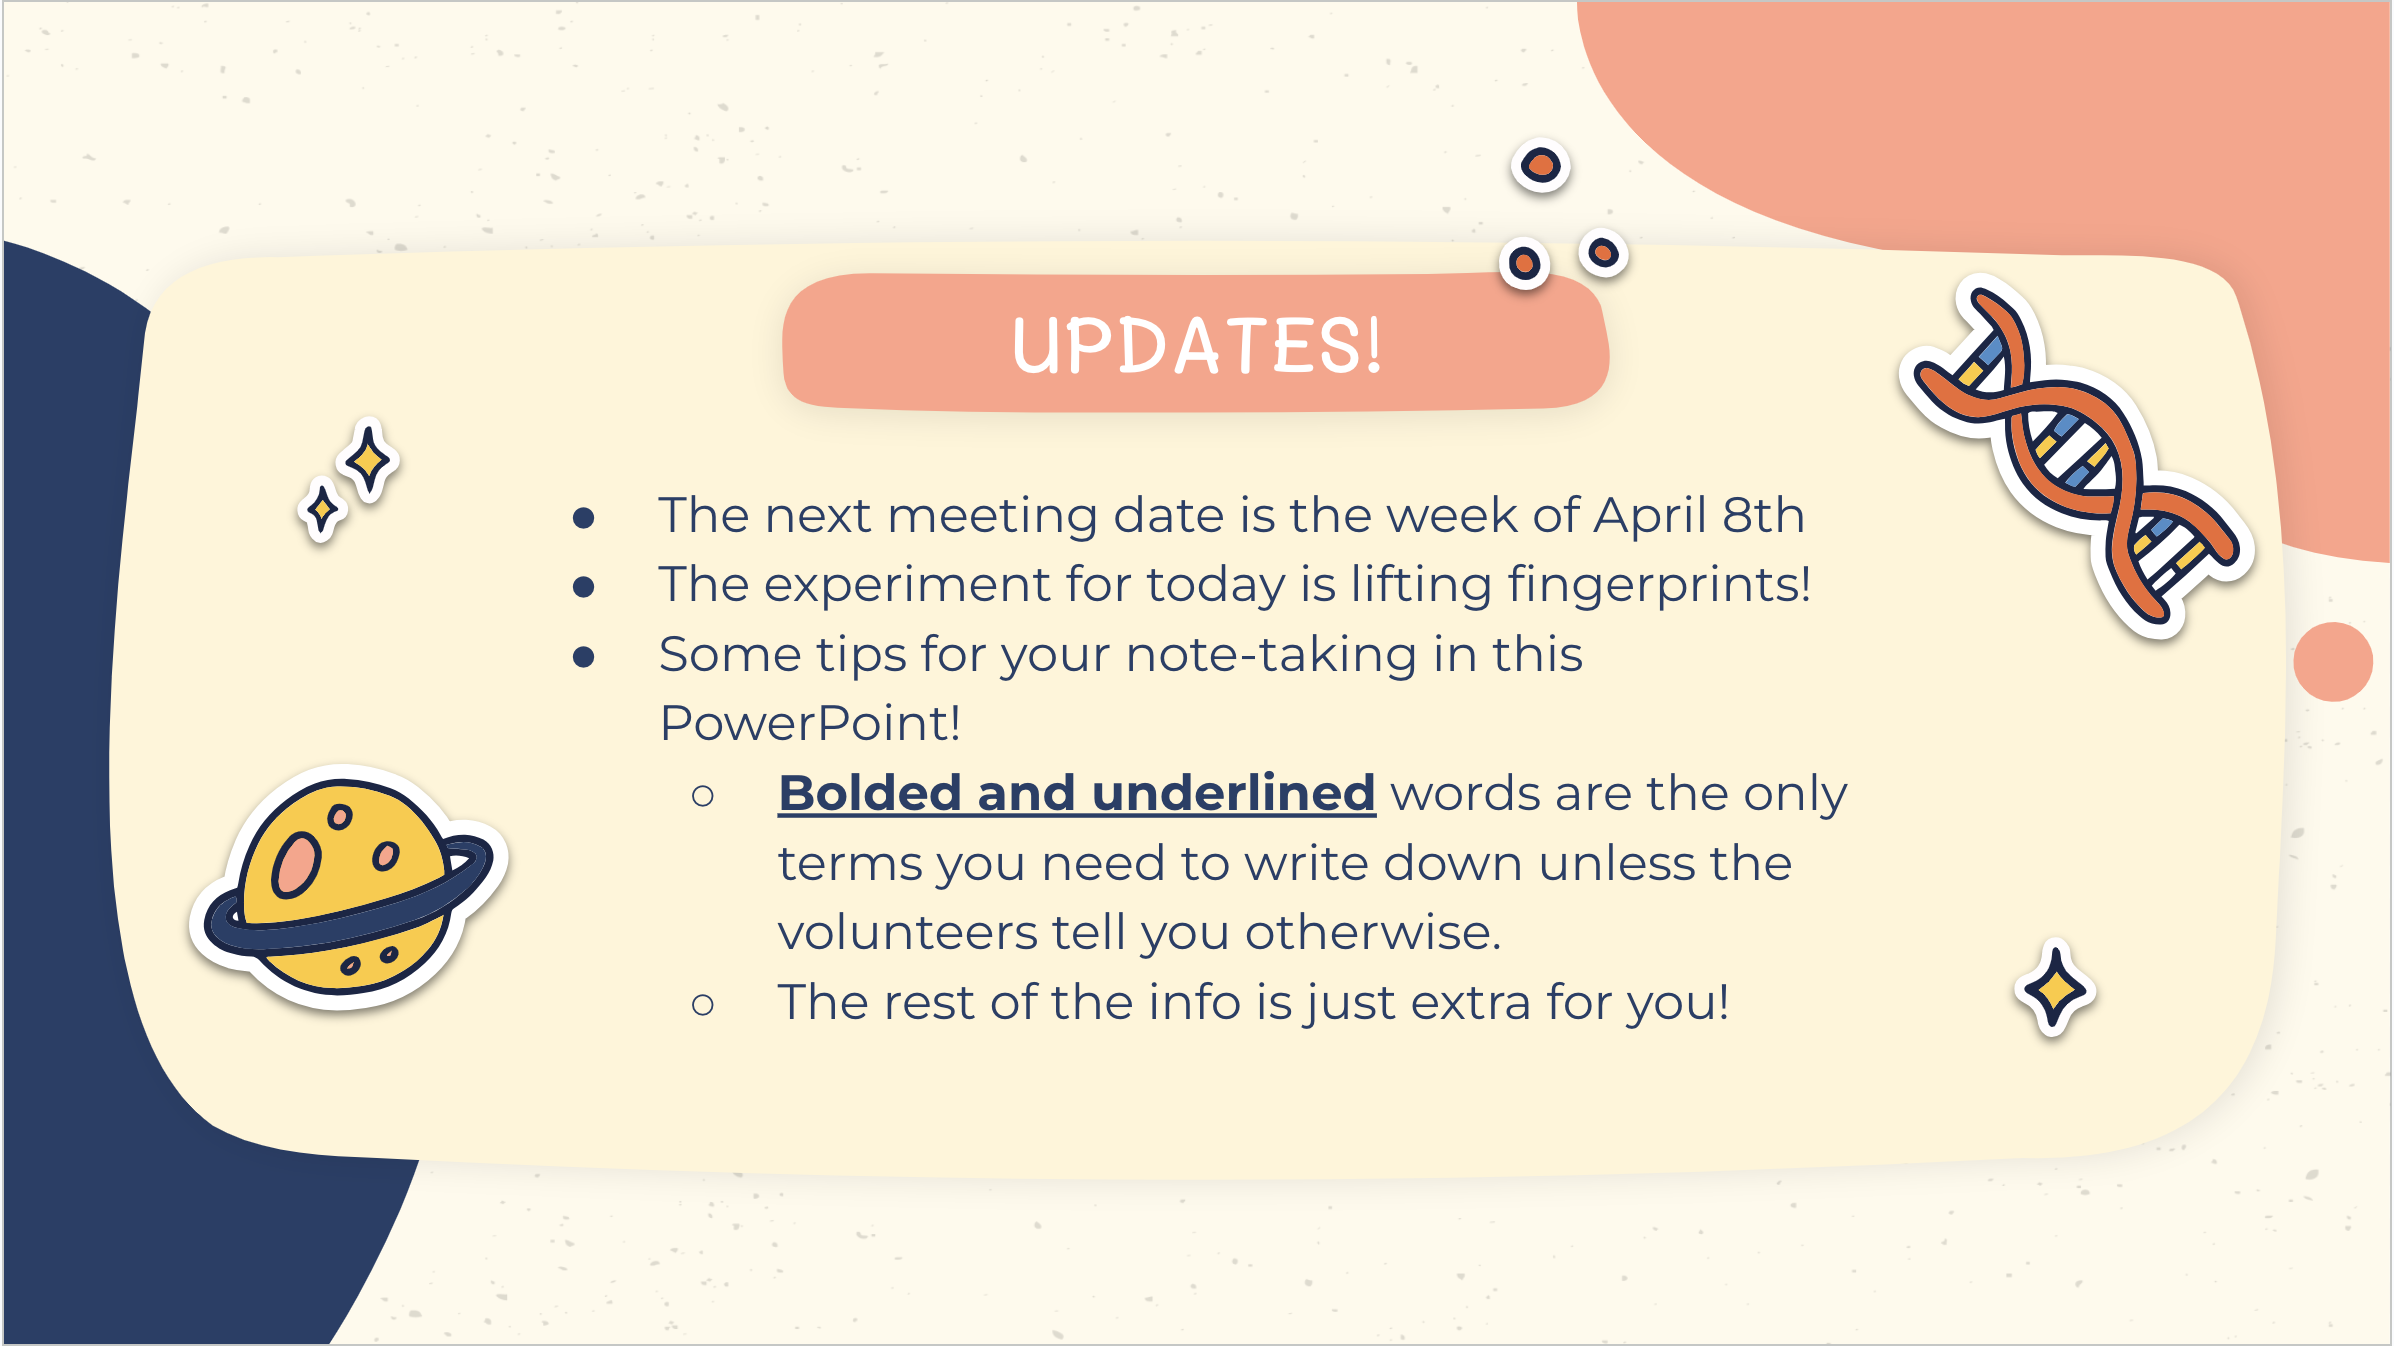 UPDATES!
● The next meeting date is the week of April 8th
● The experiment for today is lifting fingerprints!
● Some tips for your note-taking in this
PowerPoint!
○ Bolded and underlined words are the only
terms you need to write down unless the
volunteers tell you otherwise.
○ The rest of the info is just extra for you!